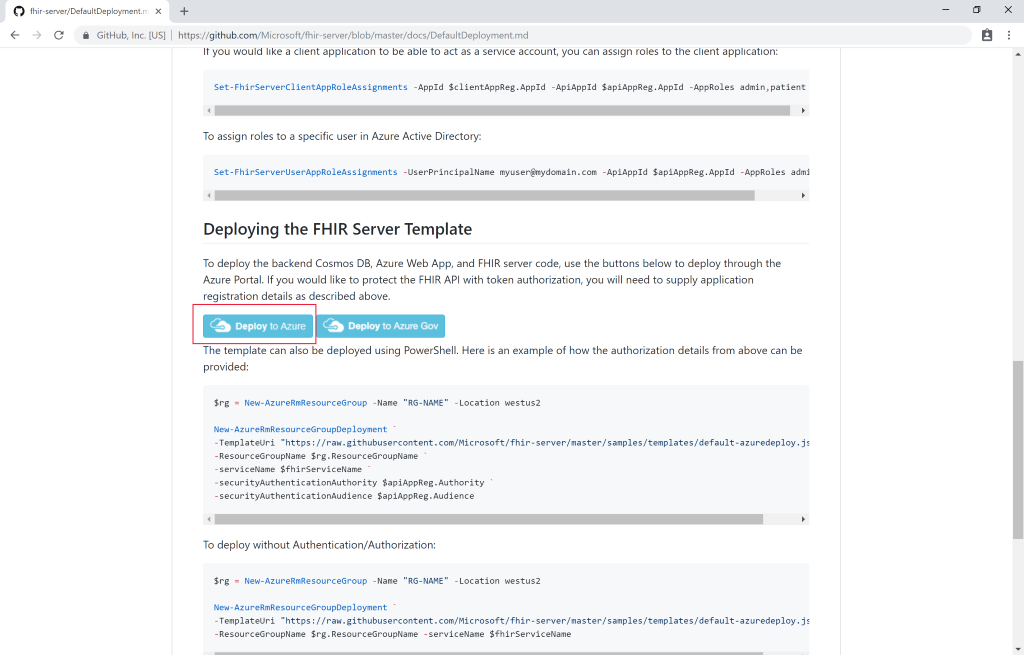 fhir-server/DefaultDeployment.m
GitHub, Inc. [US] | https://github.com/Microsoft/fhir-server/blob/master/docs/DefaultDeployment.md
If you would like a client application to be able to act as a service account, you can assign roles to the client application:
Set-FhirServerClientAppRoleAssignments -AppId $clientAppReg.AppId -ApiAppId $apiAppReg.AppId -AppRoles admin,patient
To assign roles to a specific user in Azure Active Directory:
Set-FhirServerUserAppRoleAssignments -UserPrincipalName myuser@mydomain.com -ApiAppId $apiAppReg.AppId -AppRoles admi
Deploying the FHIR Server Template
To deploy the backend Cosmos DB, Azure Web App, and FHIR server code, use the buttons below to deploy through the
Azure Portal. If you would like to protect the FHIR API with token authorization, you will need to supply application
registration details as described above.
Deploy to Azure Deploy to Azure Gov
The template can also be deployed using PowerShell. Here is an example of how the authorization details from above can be
provided:
$rg = New-AzureRmResourceGroup -Name "RG-NAME" -Location westus2
New-AzureRmResourceGroupDeployment `
-TemplateUri "https://raw.githubusercontent.com/Microsoft/fhir-server/master/samples/templates/default-azuredeploy.js
-ResourceGroupName $rg.ResourceGroupName `
-serviceName $fhirServiceName `
-securityAuthenticationAuthority $apiAppReg.Authority `
-securityAuthenticationAudience $apiAppReg.Audience
To deploy without Authentication/Authorization:
$rg = New-AzureRmResourceGroup -Name "RG-NAME" -Location westus2
New-AzureRmResourceGroupDeployment `
-TemplateUri "https://raw.githubusercontent.com/Microsoft/fhir-server/master/samples/templates/default-azuredeploy.js
-ResourceGroupName $rg.ResourceGroupName -serviceName $fhirServiceName